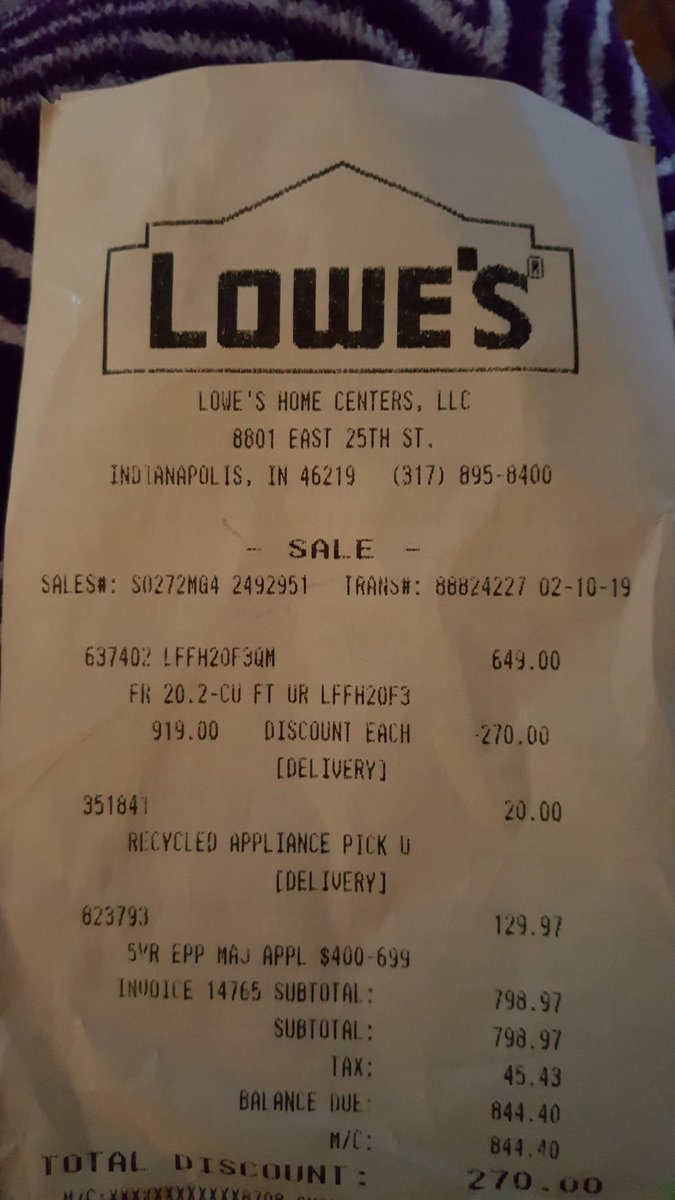 LOWE'S®
LOWE'S HOME CENTERS, LLC
8801 EAST 25TH ST.
INDIANAPOLIS, IN 46219 (317) 895-8400
- SALE -
SALES#: S0272MG4 2492951 TRANS#: 88824227 02-10-19
637402 LFFH20F3QM 649.00
FR 20.2-CU FT UR LFFH20F3
919.00 DISCOUNT EACH -270.00
[DELIVERY]
351841 20.00
RECYCLED APPLIANCE PICK U
[DELIVERY]
823793 129.97
5YR EPP MAJ APPL $400-699
INVOICE 14765 SUBTOTAL: 798.97
SUBTOTAL: 798.97
TAX: 45.43
BALANCE DUE: 844.40
M/C: 844.40
TOTAL DISCOUNT: 270.00